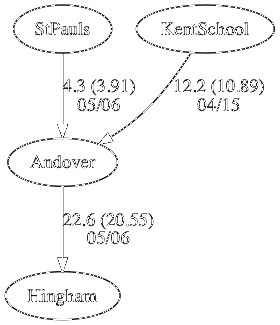 StPauls
KentSchool
4.3 (3.91)
05/06
12.2 (10.89)
04/15
Andover
22.6 (20.55)
05/06
Hingham